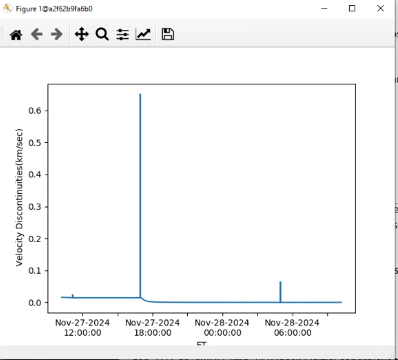 Figure 1@a2f62b9fa6b0
Velocity Discontinuities(km/sec)
0.6
0.5
0.4
0.3
0.2
0.1
0.0
Nov-27-2024 Nov-27-2024 Nov-28-2024 Nov-28-2024
12:00:00 18:00:00 00:00:00 06:00:00
ET